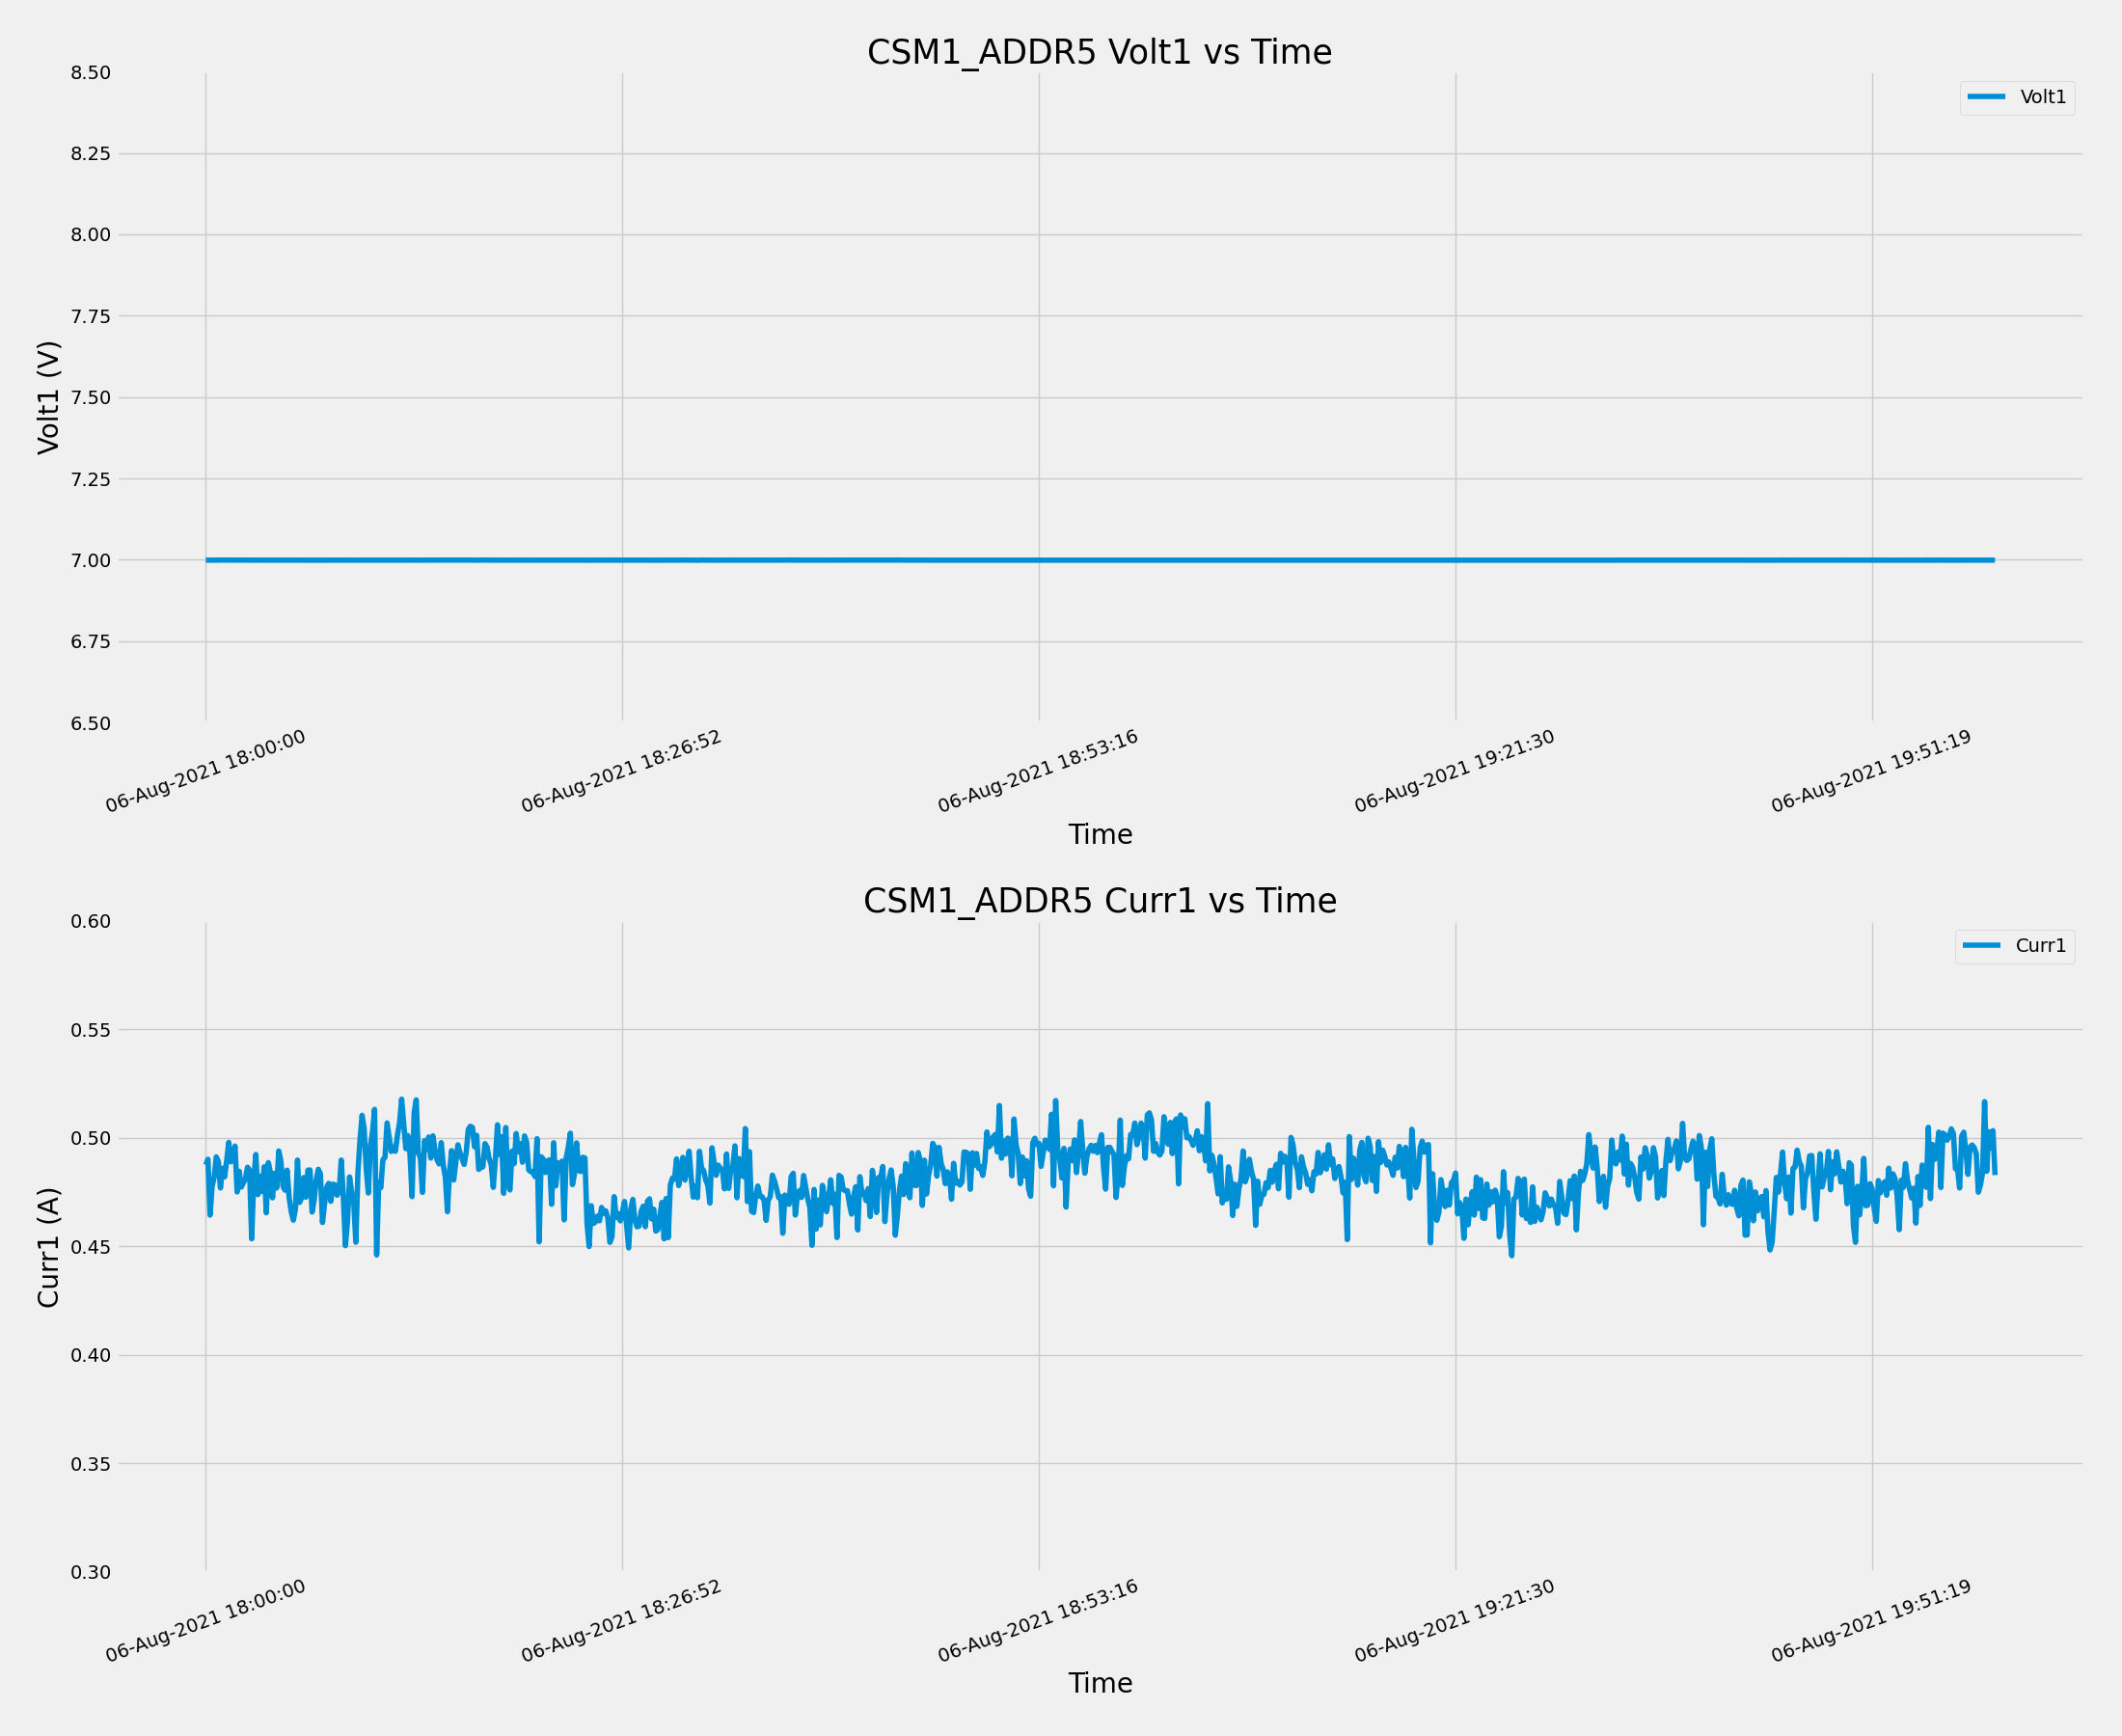 CSM1_ADDR5 Volt1 vs Time
8.50
Volt1
8.25
8.00
7.75
7.50
Volt1 (V)
7.25
7.00
6.75
6.50
06-Aug-2021 18:00:00
06-Aug-2021 18:26:52
06-Aug-2021 18:53:16
06-Aug-2021 19:21:30
06-Aug-2021 19:51:19
Time
CSM1_ADDR5 Curr1 vs Time
0.60
Curr1
0.55
0.50
0.45
Curr1 (A)
0.40
0.35
0.30
06-Aug-2021 18:00:00
06-Aug-2021 18:26:52
06-Aug-2021 18:53:16
06-Aug-2021 19:21:30
06-Aug-2021 19:51:19
Time